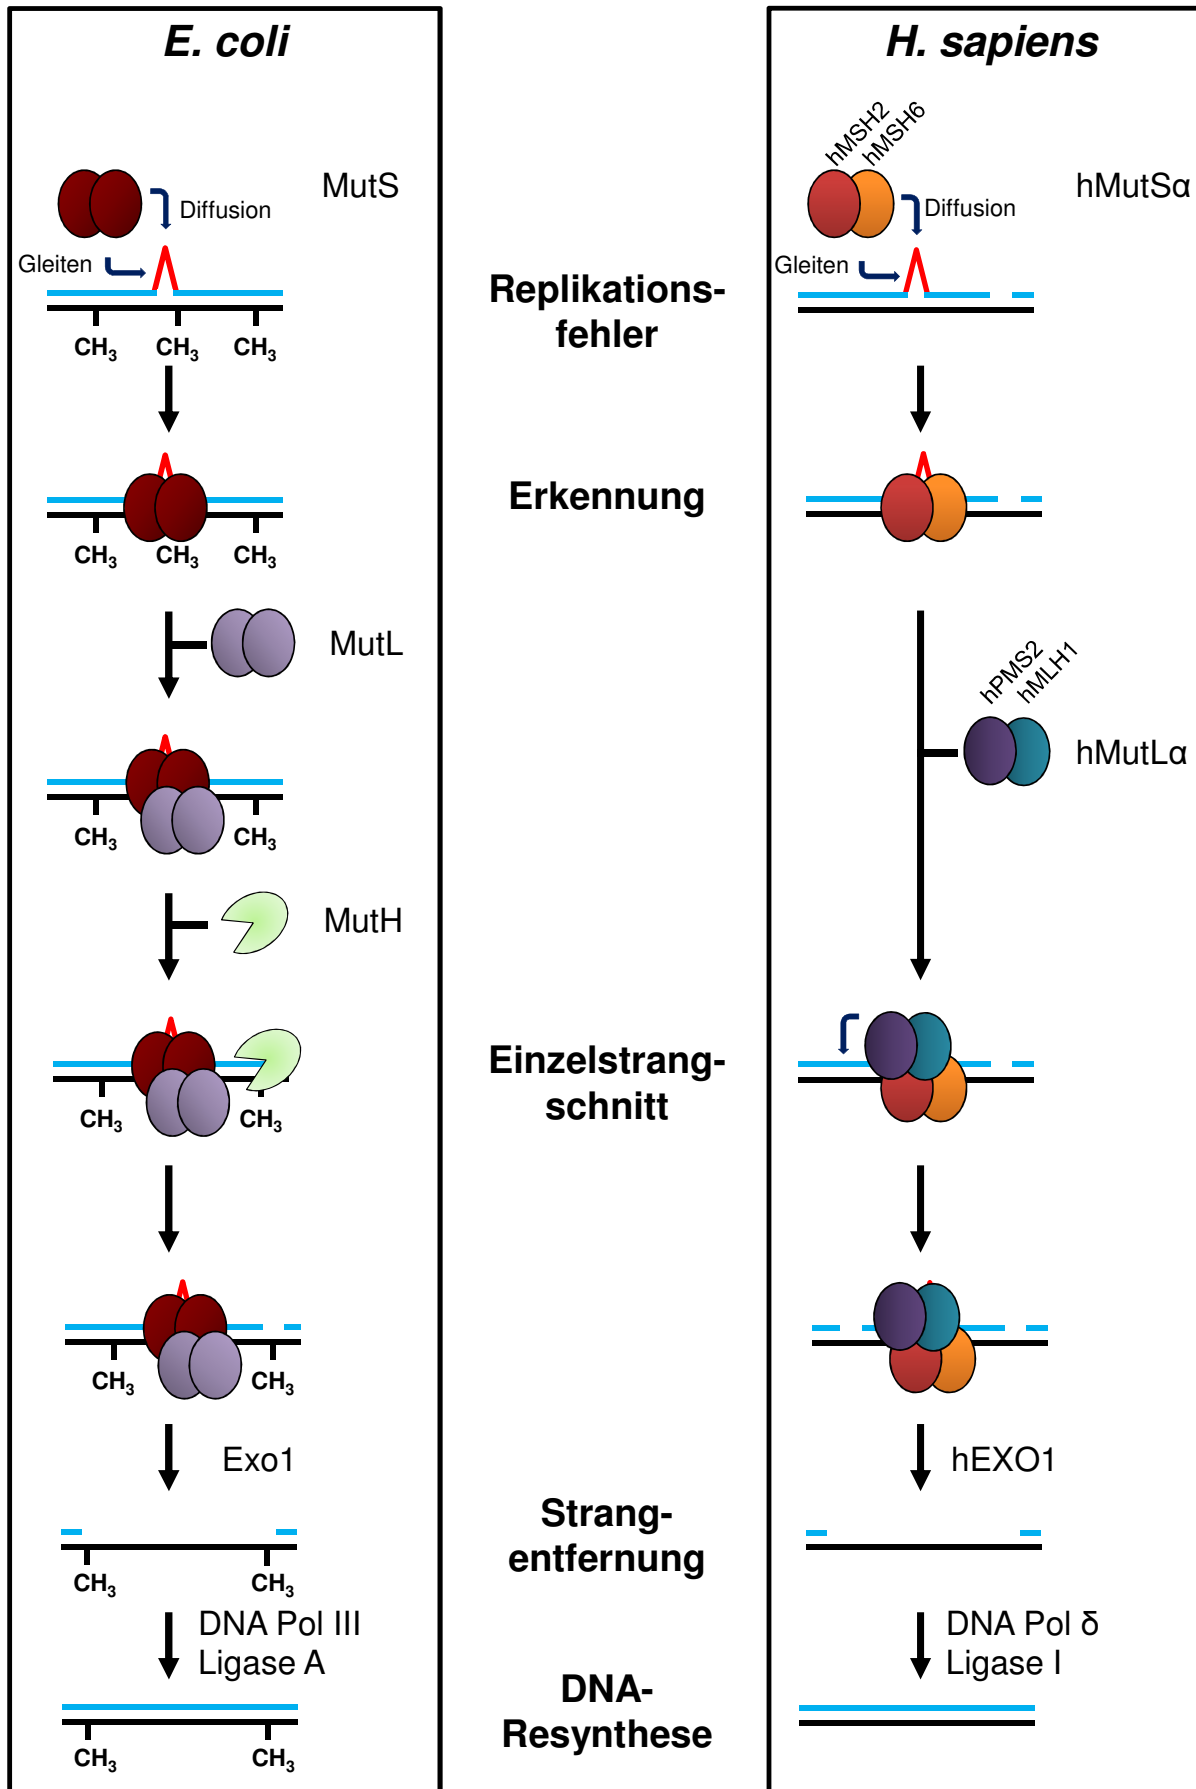 E. coli
H. sapiens
hMSH2
hMSH6
MutS
hMutSα
Diffusion
Diffusion
Gleiten
Gleiten
Replikations-
fehler
CH₃ CH₃ CH₃
Erkennung
CH₃ CH₃ CH₃
MutL
hPMS2
hMLH1
hMutLα
CH₃ CH₃
MutH
Einzelstrang-
schnitt
CH₃ CH₃
CH₃ CH₃
Exo1
hEXO1
Strang-
entfernung
CH₃ CH₃
DNA Pol III
Ligase A
DNA Pol δ
Ligase I
DNA-
Resynthese
CH₃ CH₃